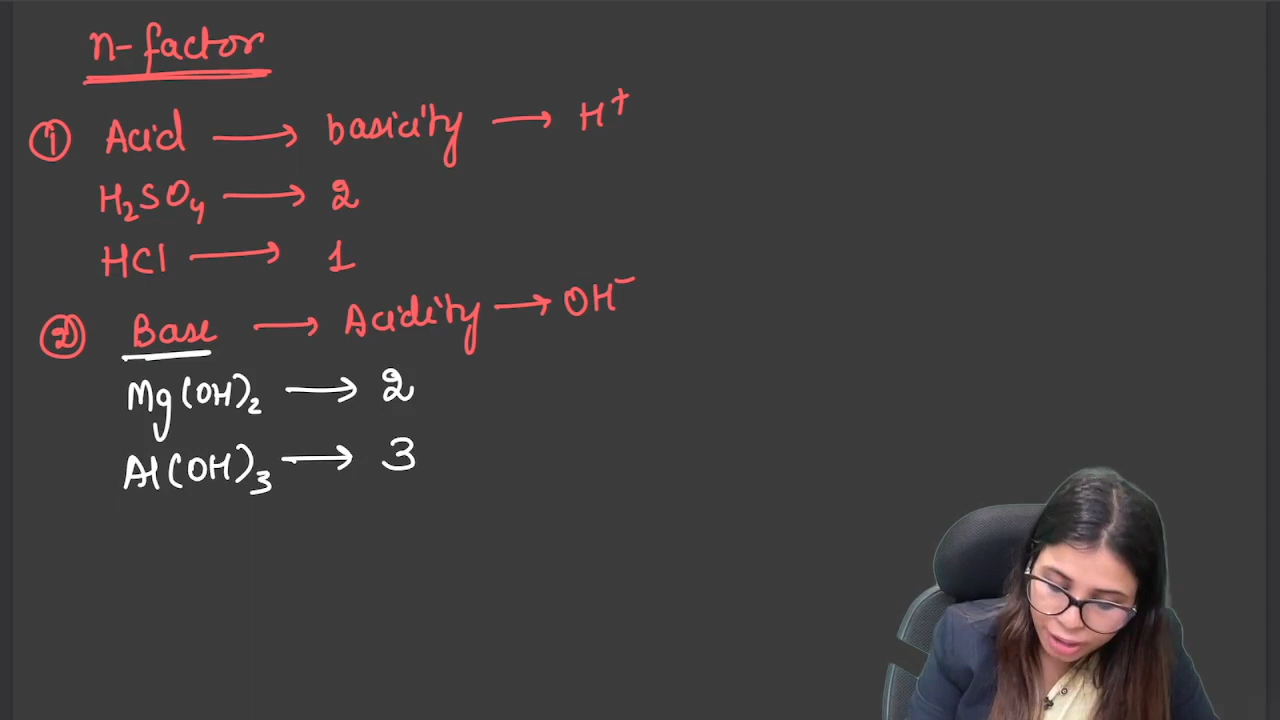 n-factor
① Acid → basicity → H⁺
H₂SO₄ → 2
HCl → 1
② Base → Acidity → OH⁻
Mg(OH)₂ → 2
Al(OH)₃ → 3